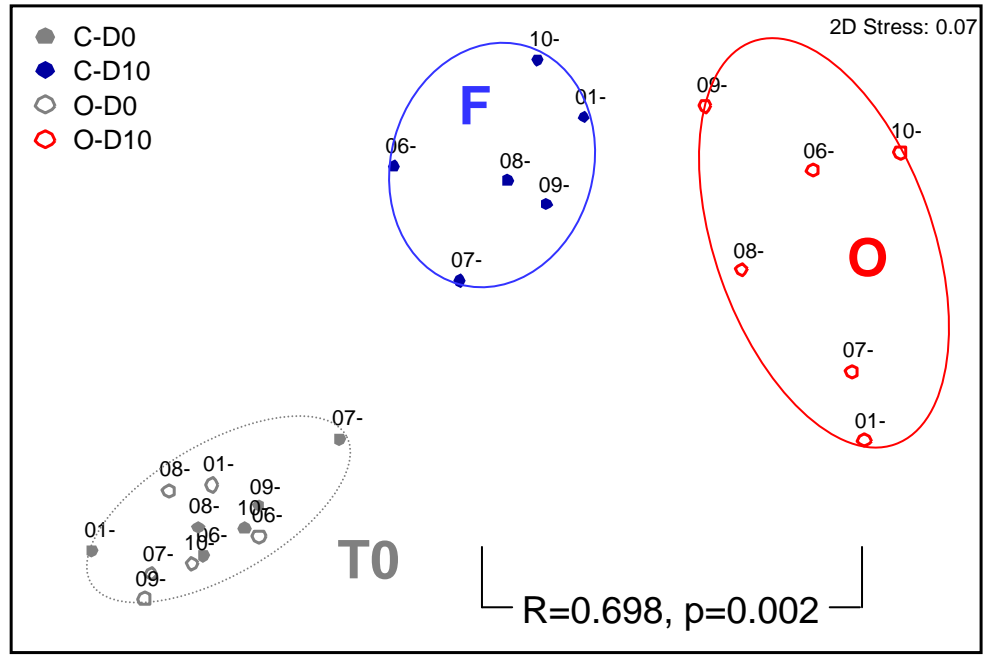 2D Stress: 0.07
C-D0
C-D10
O-D0
O-D10
F
10-
01-
06-
08-
09-
07-
O
09-
10-
06-
08-
07-
01-
T0
07-
08-
01-
09-
08-
10-
06-
01-
06-
10-
07-
09-
R=0.698, p=0.002